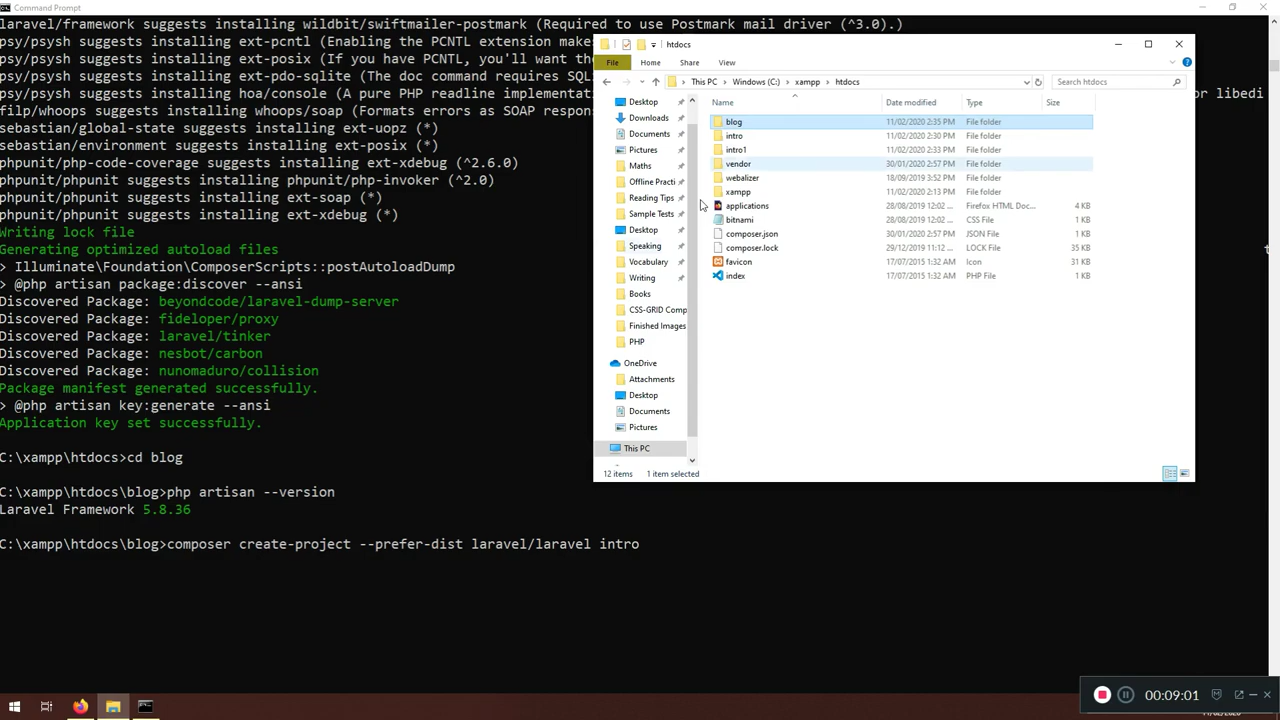 Command Prompt
laravel/framework suggests installing wildbit/swiftmailer-postmark (Required to use Postmark mail driver (^3.0).)
psy/psysh suggests installing ext-pcntl (Enabling the PCNTL extension makes
psy/psysh suggests installing ext-posix (If you have PCNTL, you'll want the
psy/psysh suggests installing ext-pdo-sqlite (The doc command requires SQL
psy/psysh suggests installing hoa/console (A pure PHP readline implementati
or libedi
filp/whoops suggests installing whoops/soap (Formats errors as SOAP respon
sebastian/global-state suggests installing ext-uopz (*)
sebastian/environment suggests installing ext-posix (*)
phpunit/php-code-coverage suggests installing ext-xdebug (^2.6.0)
phpunit/phpunit suggests installing phpunit/php-invoker (^2.0)
phpunit/phpunit suggests installing ext-soap (*)
phpunit/phpunit suggests installing ext-xdebug (*)
Writing lock file
Generating optimized autoload files
> Illuminate\Foundation\ComposerScripts::postAutoloadDump
> @php artisan package:discover --ansi
Discovered Package: beyondcode/laravel-dump-server
Discovered Package: fideloper/proxy
Discovered Package: laravel/tinker
Discovered Package: nesbot/carbon
Discovered Package: nunomaduro/collision
Package manifest generated successfully.
> @php artisan key:generate --ansi
Application key set successfully.
C:\xampp\htdocs>cd blog
C:\xampp\htdocs\blog>php artisan --version
Laravel Framework 5.8.36
C:\xampp\htdocs\blog>composer create-project --prefer-dist laravel/laravel intro
htdocs
File Home Share View
This PC > Windows (C:) > xampp > htdocs
Search htdocs
Desktop
Downloads
Documents
Pictures
Maths
Offline Practi
Reading Tips
Sample Tests
Desktop
Speaking
Vocabulary
Writing
Books
CSS-GRID Comp
Finished Images
PHP
OneDrive
Attachments
Desktop
Documents
Pictures
This PC
Name Date modified Type Size
blog 11/02/2020 2:35 PM File folder
intro 11/02/2020 2:30 PM File folder
intro1 11/02/2020 2:33 PM File folder
vendor 30/01/2020 2:57 PM File folder
webalizer 18/09/2019 3:52 PM File folder
xampp 11/02/2020 2:13 PM File folder
applications 28/08/2019 12:02 ... Firefox HTML Doc... 4 KB
bitnami 28/08/2019 12:02 ... CSS File 1 KB
composer.json 30/01/2020 2:57 PM JSON File 1 KB
composer.lock 29/12/2019 11:12 ... LOCK File 35 KB
favicon 17/07/2015 1:32 AM Icon 31 KB
index 17/07/2015 1:32 AM PHP File 1 KB
12 items 1 item selected
00:09:01